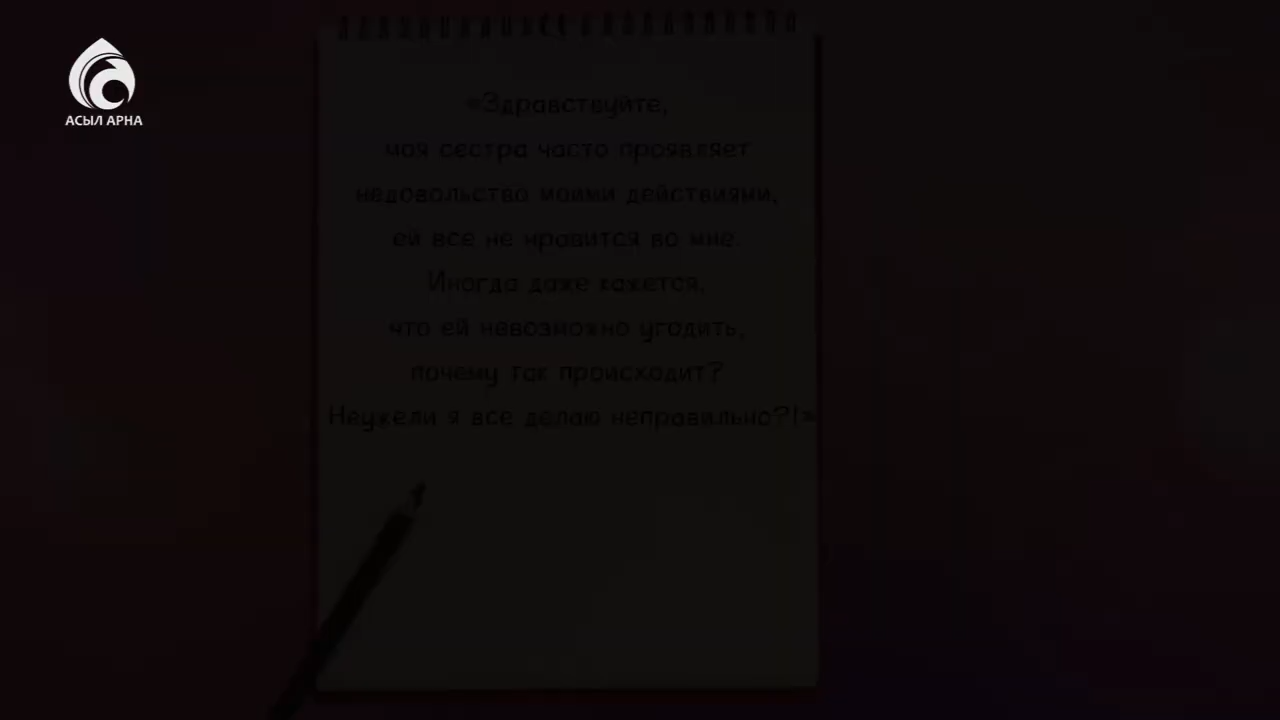 АСЫЛ АРНА
«Здравствуйте,
моя сестра часто проявляет
недовольство моими действиями,
ей все не нравится во мне.
Иногда даже кажется,
что ей невозможно угодить,
почему так происходит?
Неужели я все делаю неправильно?!»